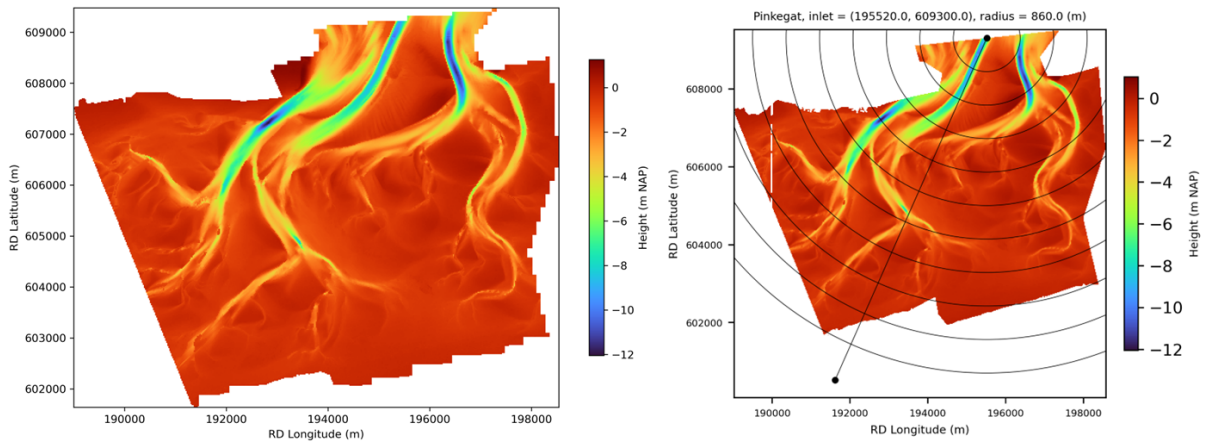 609000
608000
607000
606000
605000
604000
603000
602000
RD Latitude (m)
190000 192000 194000 196000 198000
RD Longitude (m)
0
−2
−4
−6
−8
−10
−12
Height (m NAP)
Pinkegat, inlet = (195520.0, 609300.0), radius = 860.0 (m)
608000
606000
604000
602000
RD Latitude (m)
190000 192000 194000 196000 198000
RD Longitude (m)
0
−2
−4
−6
−8
−10
−12
Height (m NAP)